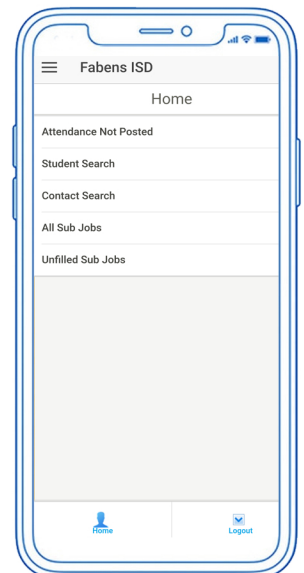 Fabens ISD
Home
Attendance Not Posted
Student Search
Contact Search
All Sub Jobs
Unfilled Sub Jobs
Home
Logout